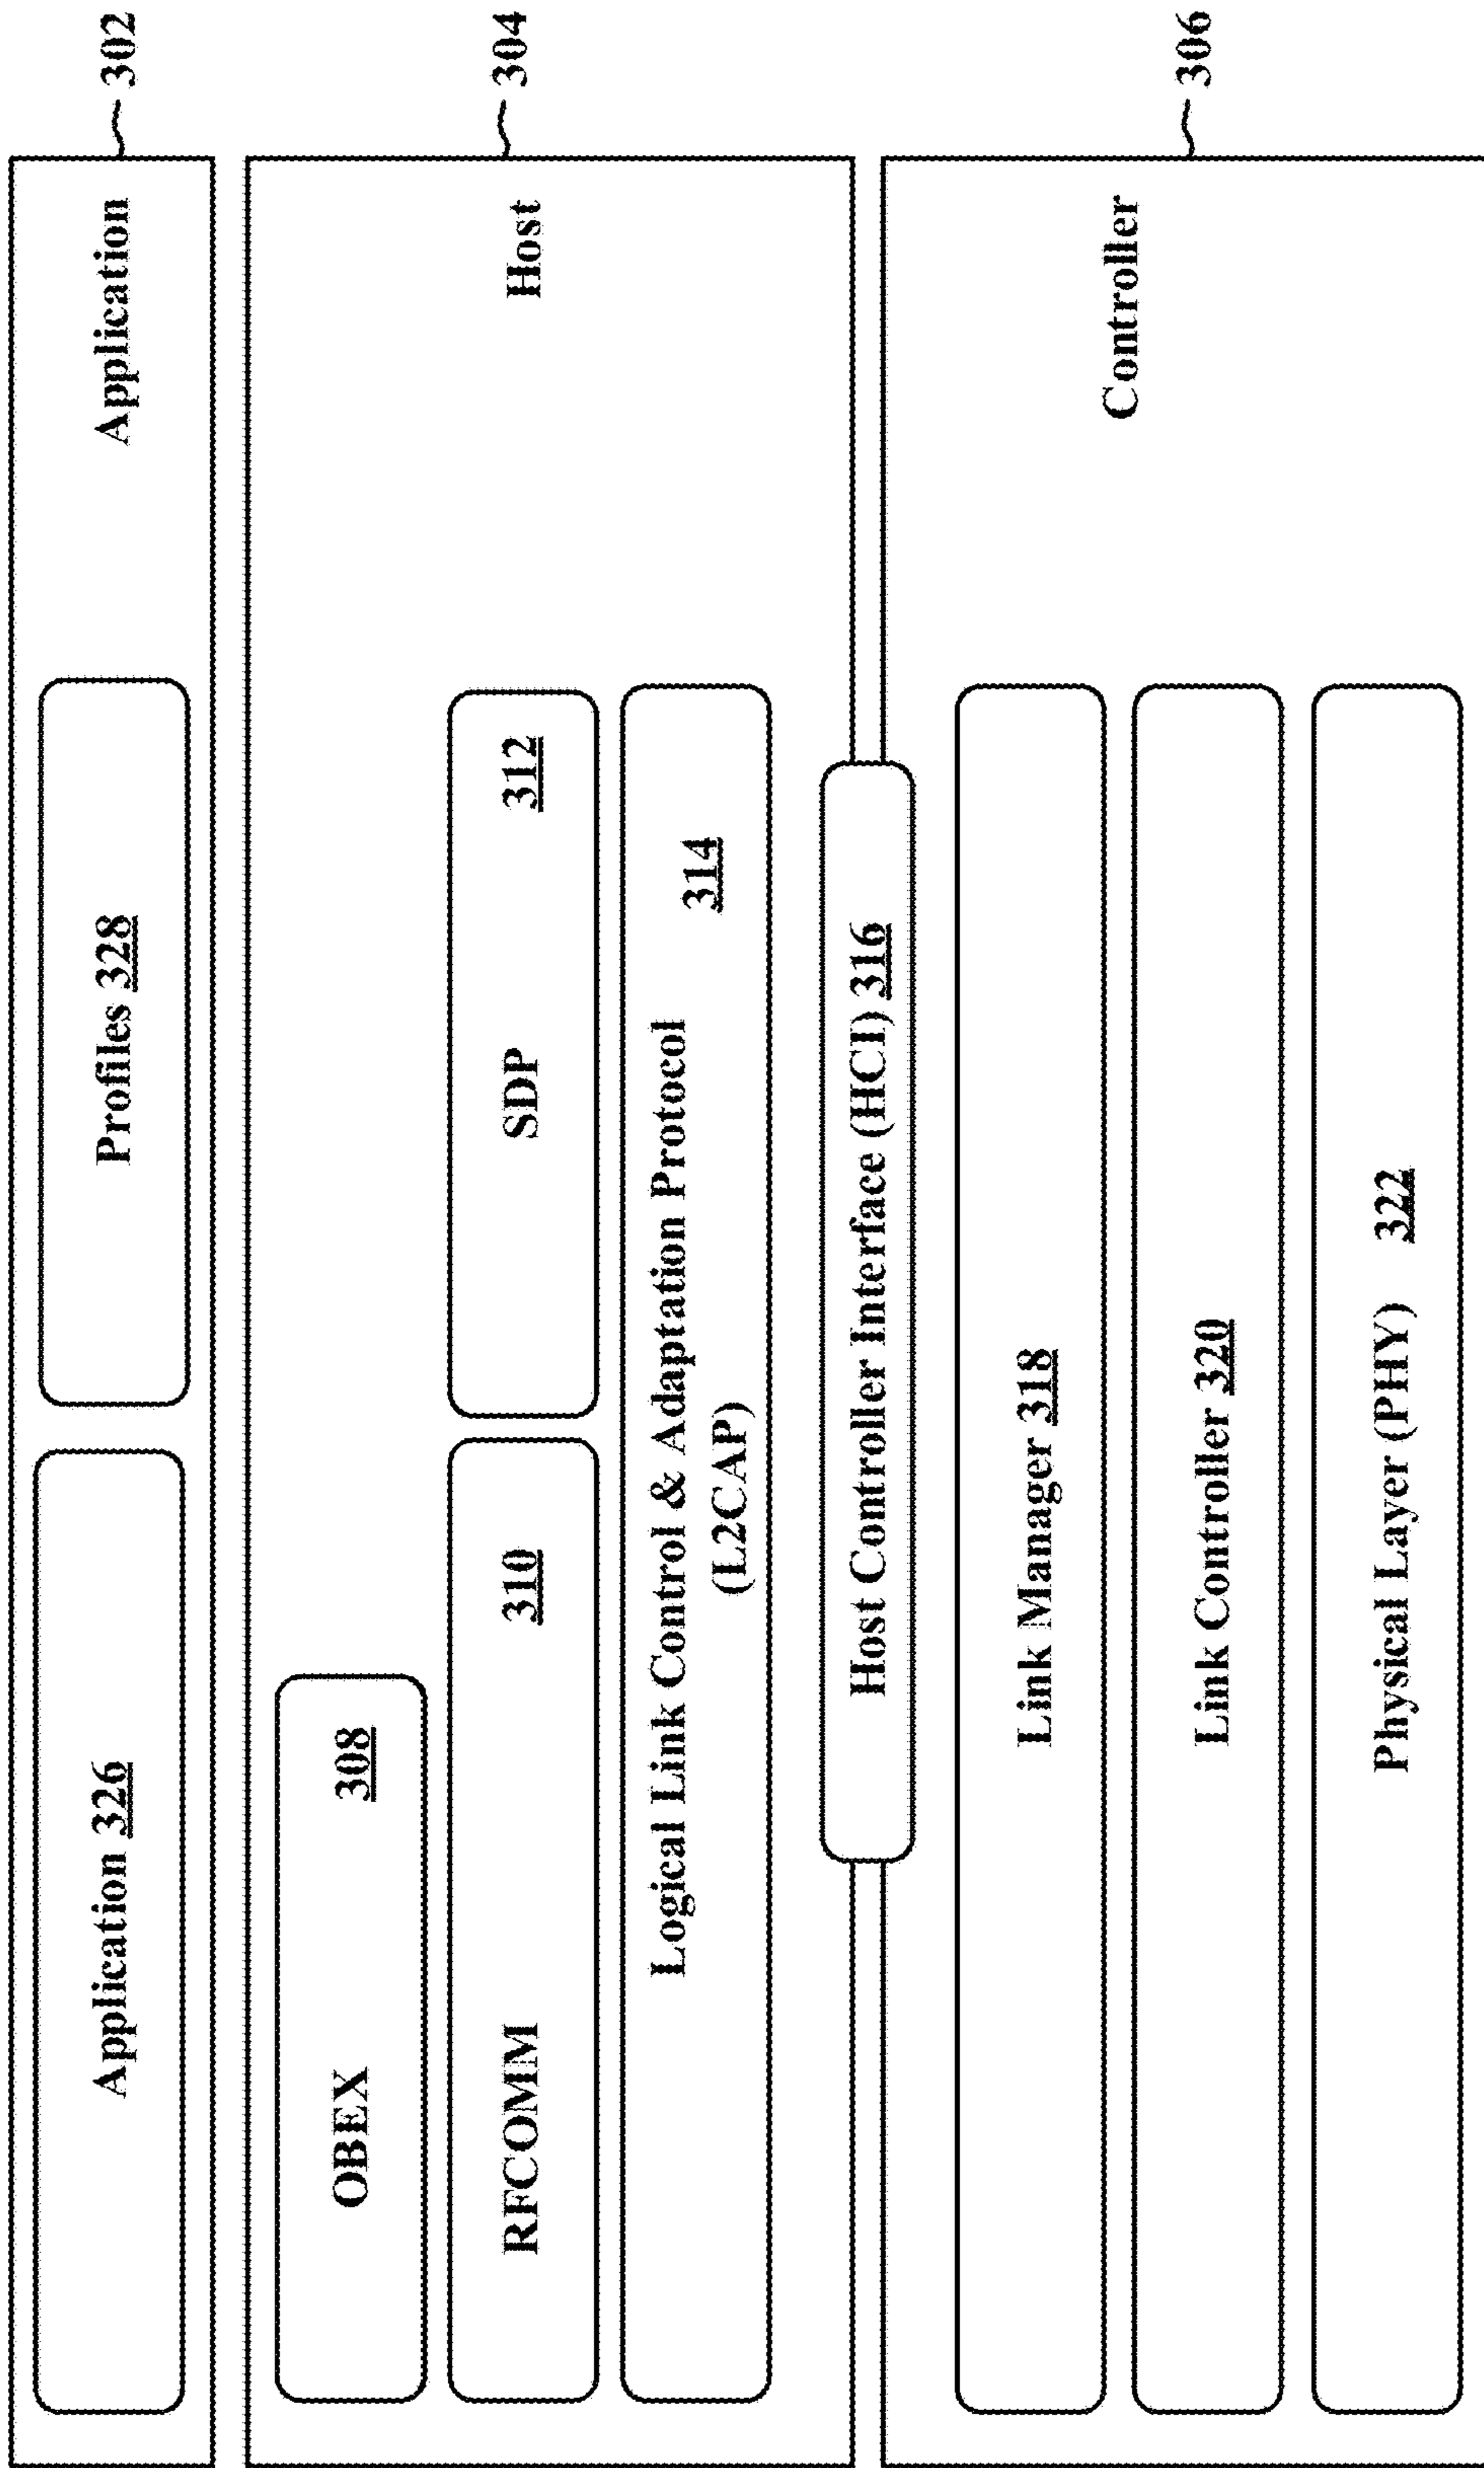 Application 326
Profiles 328
Application
302
OBEX
308
RFCOMM
310
SDP
312
Host
304
Logical Link Control & Adaptation Protocol
(L2CAP)
314
Host Controller Interface (HCI) 316
Link Manager 318
Controller
306
Link Controller 320
Physical Layer (PHY) 322